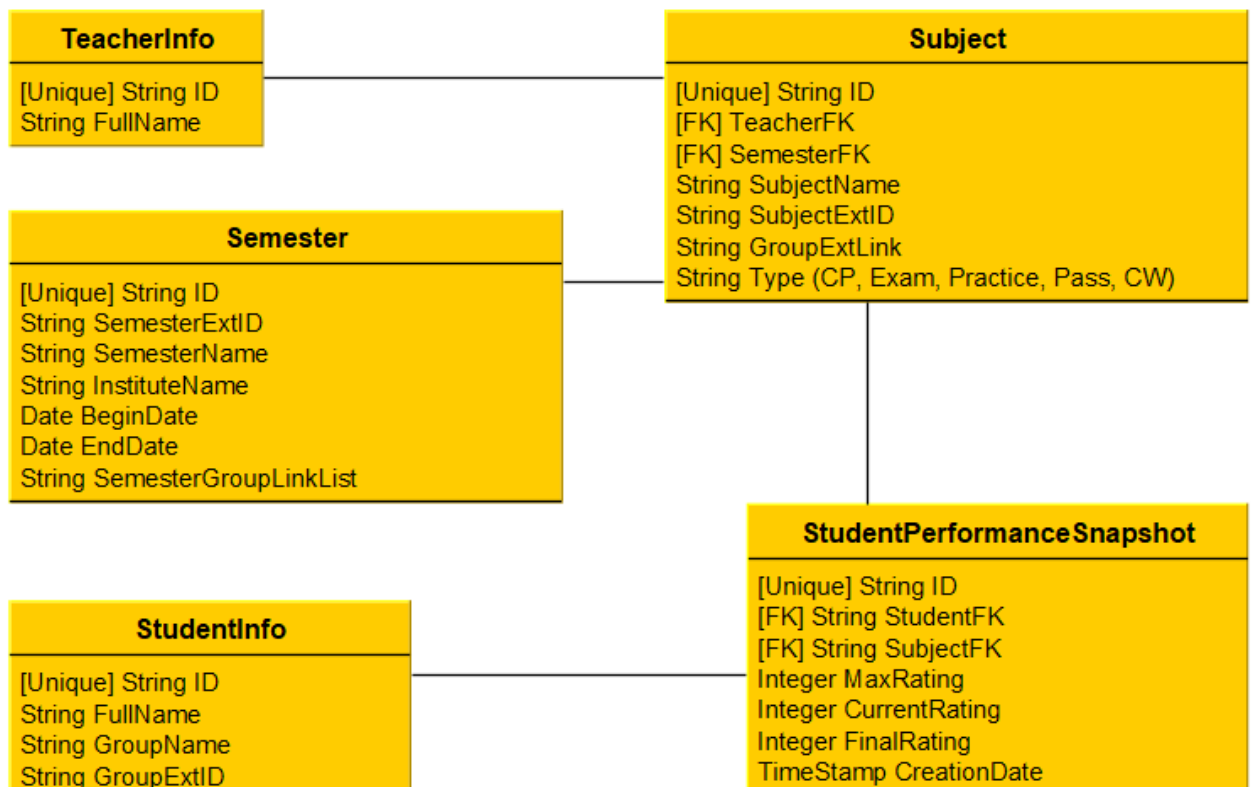 TeacherInfo
[Unique] String ID
String FullName
Subject
[Unique] String ID
[FK] TeacherFK
[FK] SemesterFK
String SubjectName
String SubjectExtID
String GroupExtLink
String Type (CP, Exam, Practice, Pass, CW)
Semester
[Unique] String ID
String SemesterExtID
String SemesterName
String InstituteName
Date BeginDate
Date EndDate
String SemesterGroupLinkList
StudentPerformanceSnapshot
[Unique] String ID
[FK] String StudentFK
[FK] String SubjectFK
Integer MaxRating
Integer CurrentRating
Integer FinalRating
TimeStamp CreationDate
StudentInfo
[Unique] String ID
String FullName
String GroupName
String GroupExtID